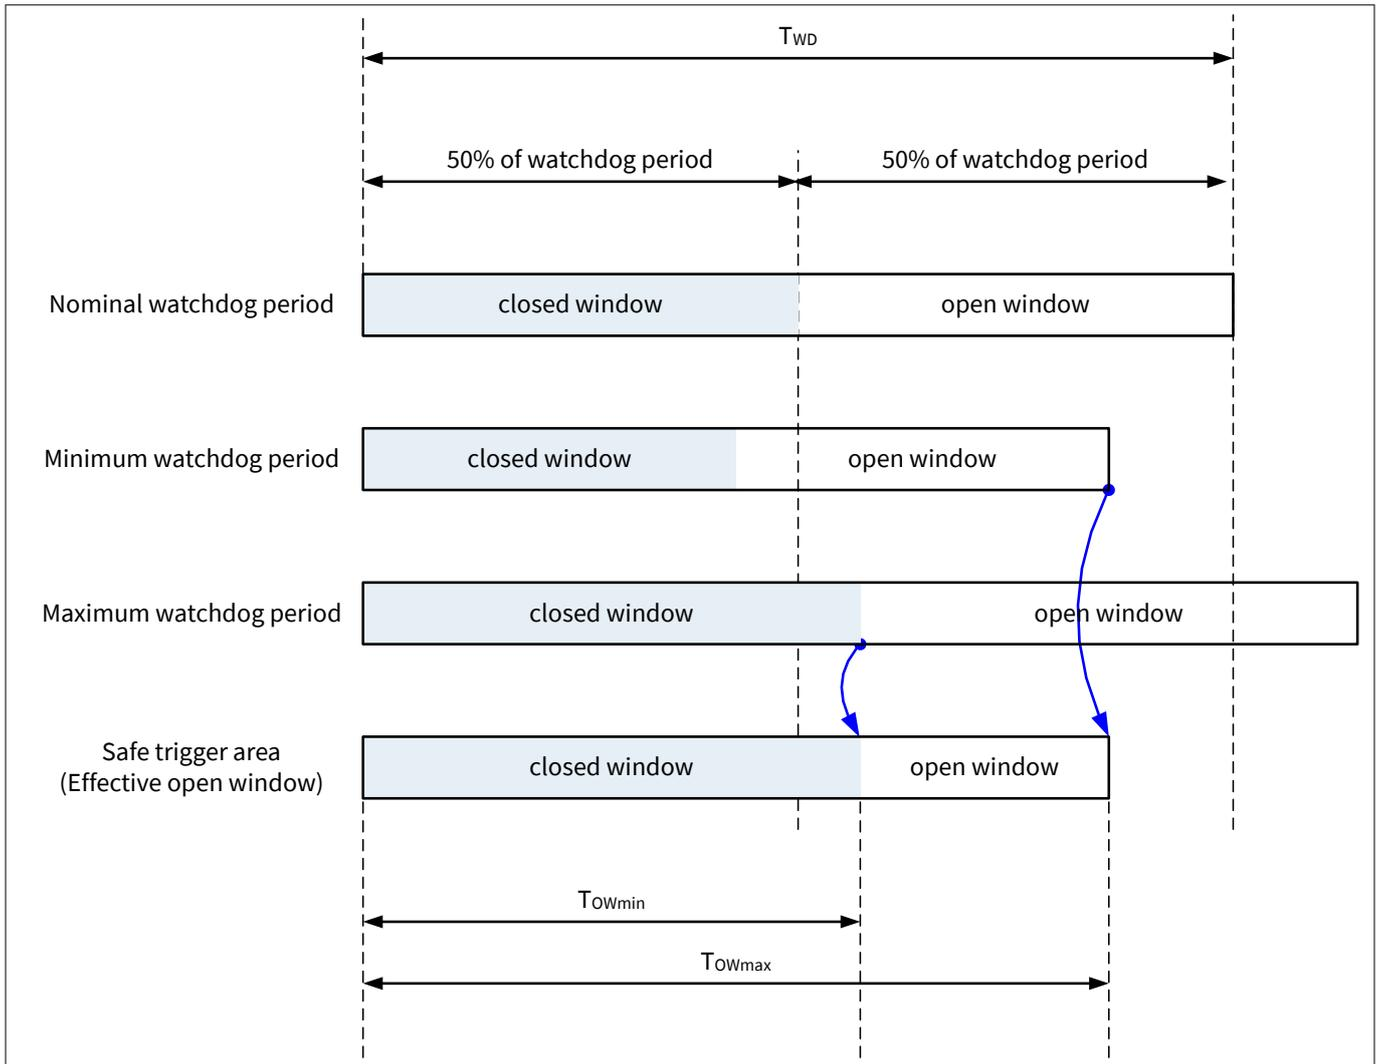 TWD
50% of watchdog period
50% of watchdog period
Nominal watchdog period
closed window
open window
Minimum watchdog period
closed window
open window
Maximum watchdog period
closed window
open window
Safe trigger area
(Effective open window)
closed window
open window
TOWmin
TOWmax